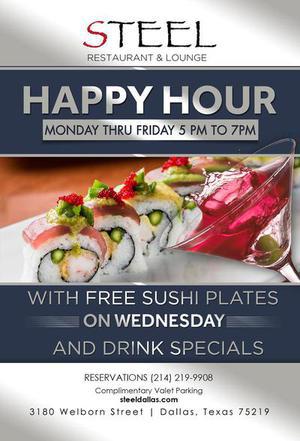 STEEL
RESTAURANT & LOUNGE
HAPPY HOUR
MONDAY THRU FRIDAY 5 PM TO 7PM
WITH FREE SUSHI PLATES
ON WEDNESDAY
AND DRINK SPECIALS
RESERVATIONS (214) 219-9908
Complimentary Valet Parking
steeldallas.com
3180 Welborn Street | Dallas, Texas 75219